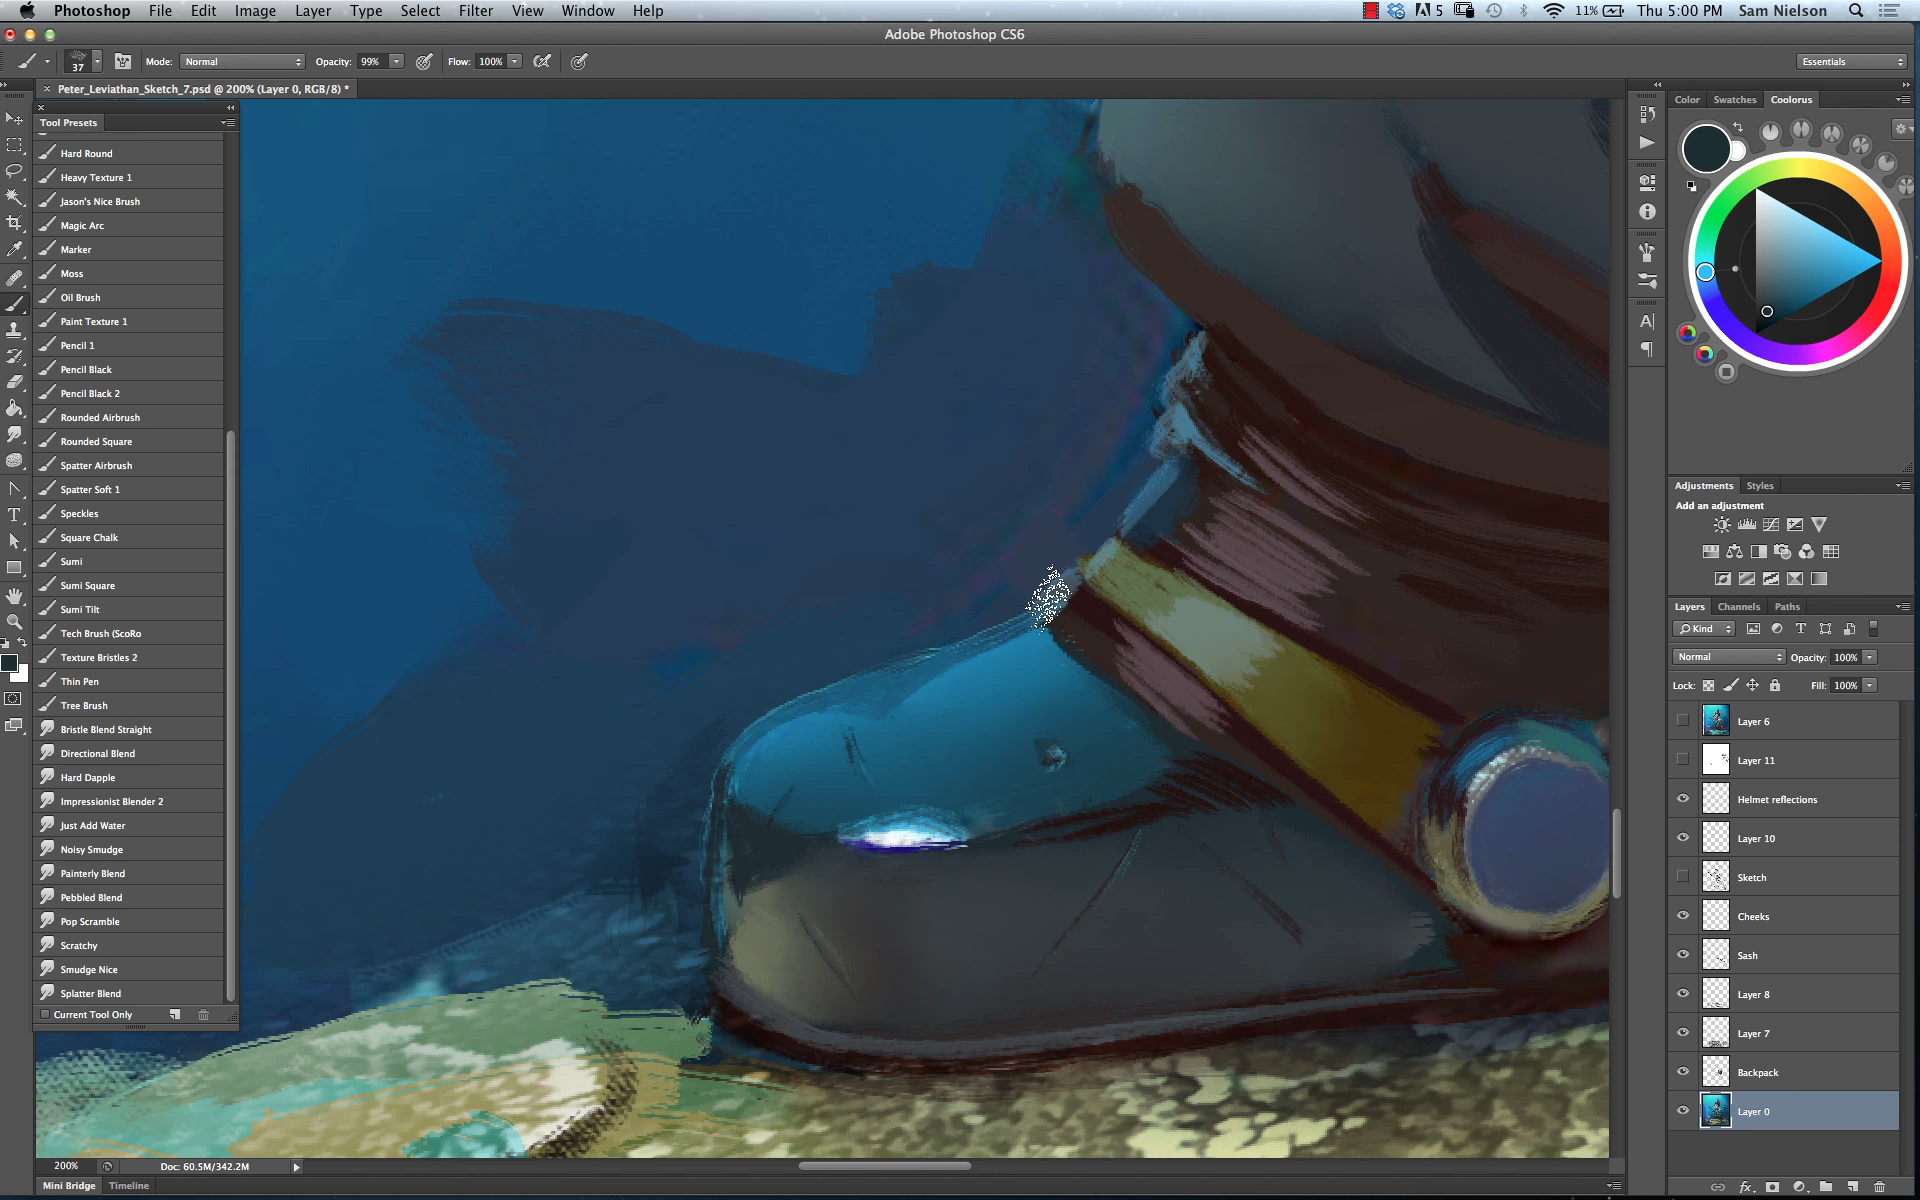 Photoshop File Edit Image Layer Type Select Filter View Window Help
5 11% Thu 5:00 PM Sam Nielson
Adobe Photoshop CS6
37 Mode: Normal Opacity: 99% Flow: 100% Essentials
Peter_Leviathan_Sketch_7.psd @ 200% (Layer 0, RGB/8) *
Tool Presets
Hard Round
Heavy Texture 1
Jason's Nice Brush
Magic Arc
Marker
Moss
Oil Brush
Paint Texture 1
Pencil 1
Pencil Black
Pencil Black 2
Rounded Airbrush
Rounded Square
Spatter Airbrush
Spatter Soft 1
Speckles
Square Chalk
Sumi
Sumi Square
Sumi Tilt
Tech Brush (ScoRo
Texture Bristles 2
Thin Pen
Tree Brush
Bristle Blend Straight
Directional Blend
Hard Dapple
Impressionist Blender 2
Just Add Water
Noisy Smudge
Painterly Blend
Pebbled Blend
Pop Scramble
Scratchy
Smudge Nice
Splatter Blend
Current Tool Only
200% Doc: 60.5M/342.2M
Mini Bridge Timeline
Color Swatches Coolorus
Adjustments Styles
Add an adjustment
Layers Channels Paths
Kind
Normal Opacity: 100%
Lock: Fill: 100%
Layer 6
Layer 11
Helmet reflections
Layer 10
Sketch
Cheeks
Sash
Layer 8
Layer 7
Backpack
Layer 0